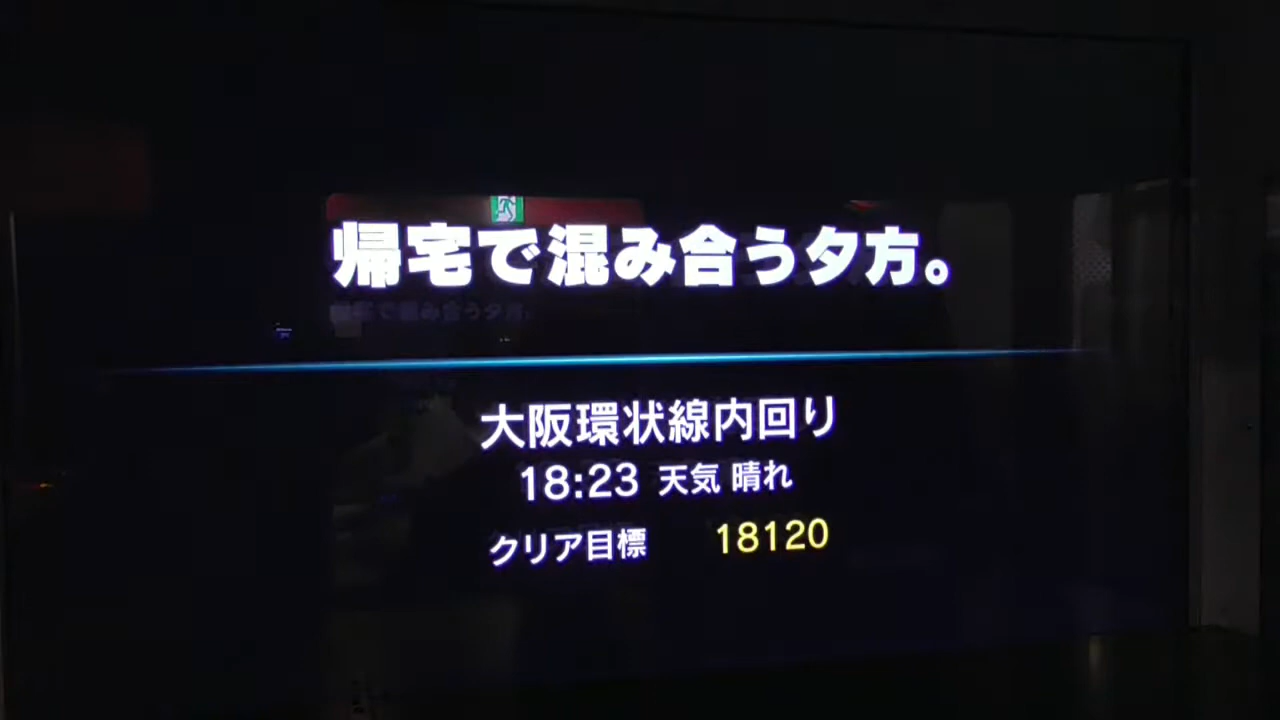 帰宅で混み合う夕方。
大阪環状線内回り
18:23 天気 晴れ
クリア目標 18120